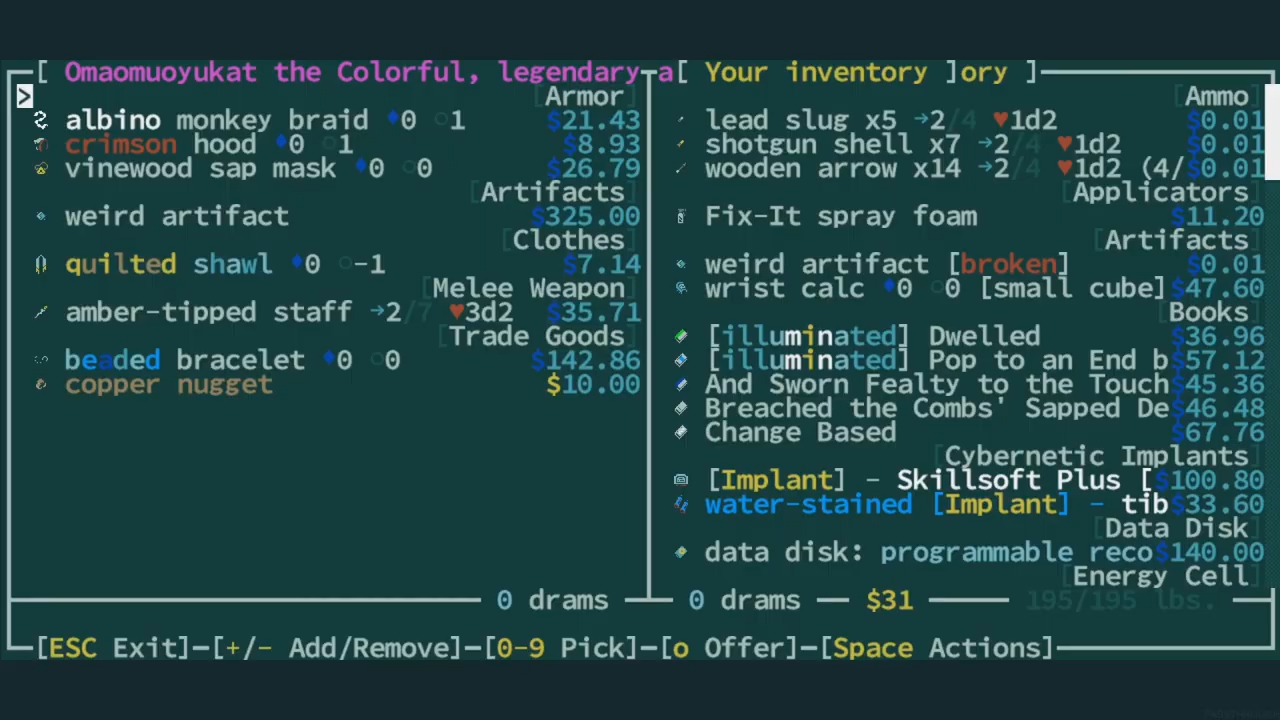 [ Omaomuoyukat the Colorful, legendary a[ Your inventory ]ory ]
>
[Armor]
albino monkey braid ♦0 ○1 $21.43
crimson hood ♦0 ○1 $8.93
vinewood sap mask ♦0 ○0 $26.79
[Artifacts]
weird artifact $325.00
[Clothes]
quilted shawl ♦0 ○-1 $7.14
[Melee Weapon]
amber-tipped staff →2/7 ♥3d2 $35.71
[Trade Goods]
beaded bracelet ♦0 ○0 $142.86
copper nugget $10.00
[Ammo]
lead slug x5 →2/4 ♥1d2 $0.01
shotgun shell x7 →2/4 ♥1d2 $0.01
wooden arrow x14 →2/4 ♥1d2 (4/ $0.01
[Applicators]
Fix-It spray foam $11.20
[Artifacts]
weird artifact [broken] $0.01
wrist calc ♦0 ○0 [small cube] $47.60
[Books]
[illuminated] Dwelled $36.96
[illuminated] Pop to an End b $57.12
And Sworn Fealty to the Touch $45.36
Breached the Combs' Sapped De $46.48
Change Based $67.76
[Cybernetic Implants]
[Implant] - Skillsoft Plus [ $100.80
water-stained [Implant] - tib $33.60
[Data Disk]
data disk: programmable reco $140.00
[Energy Cell]
0 drams 0 drams $31 195/195 lbs.
[ESC Exit]-[+/- Add/Remove]-[0-9 Pick]-[o Offer]-[Space Actions]